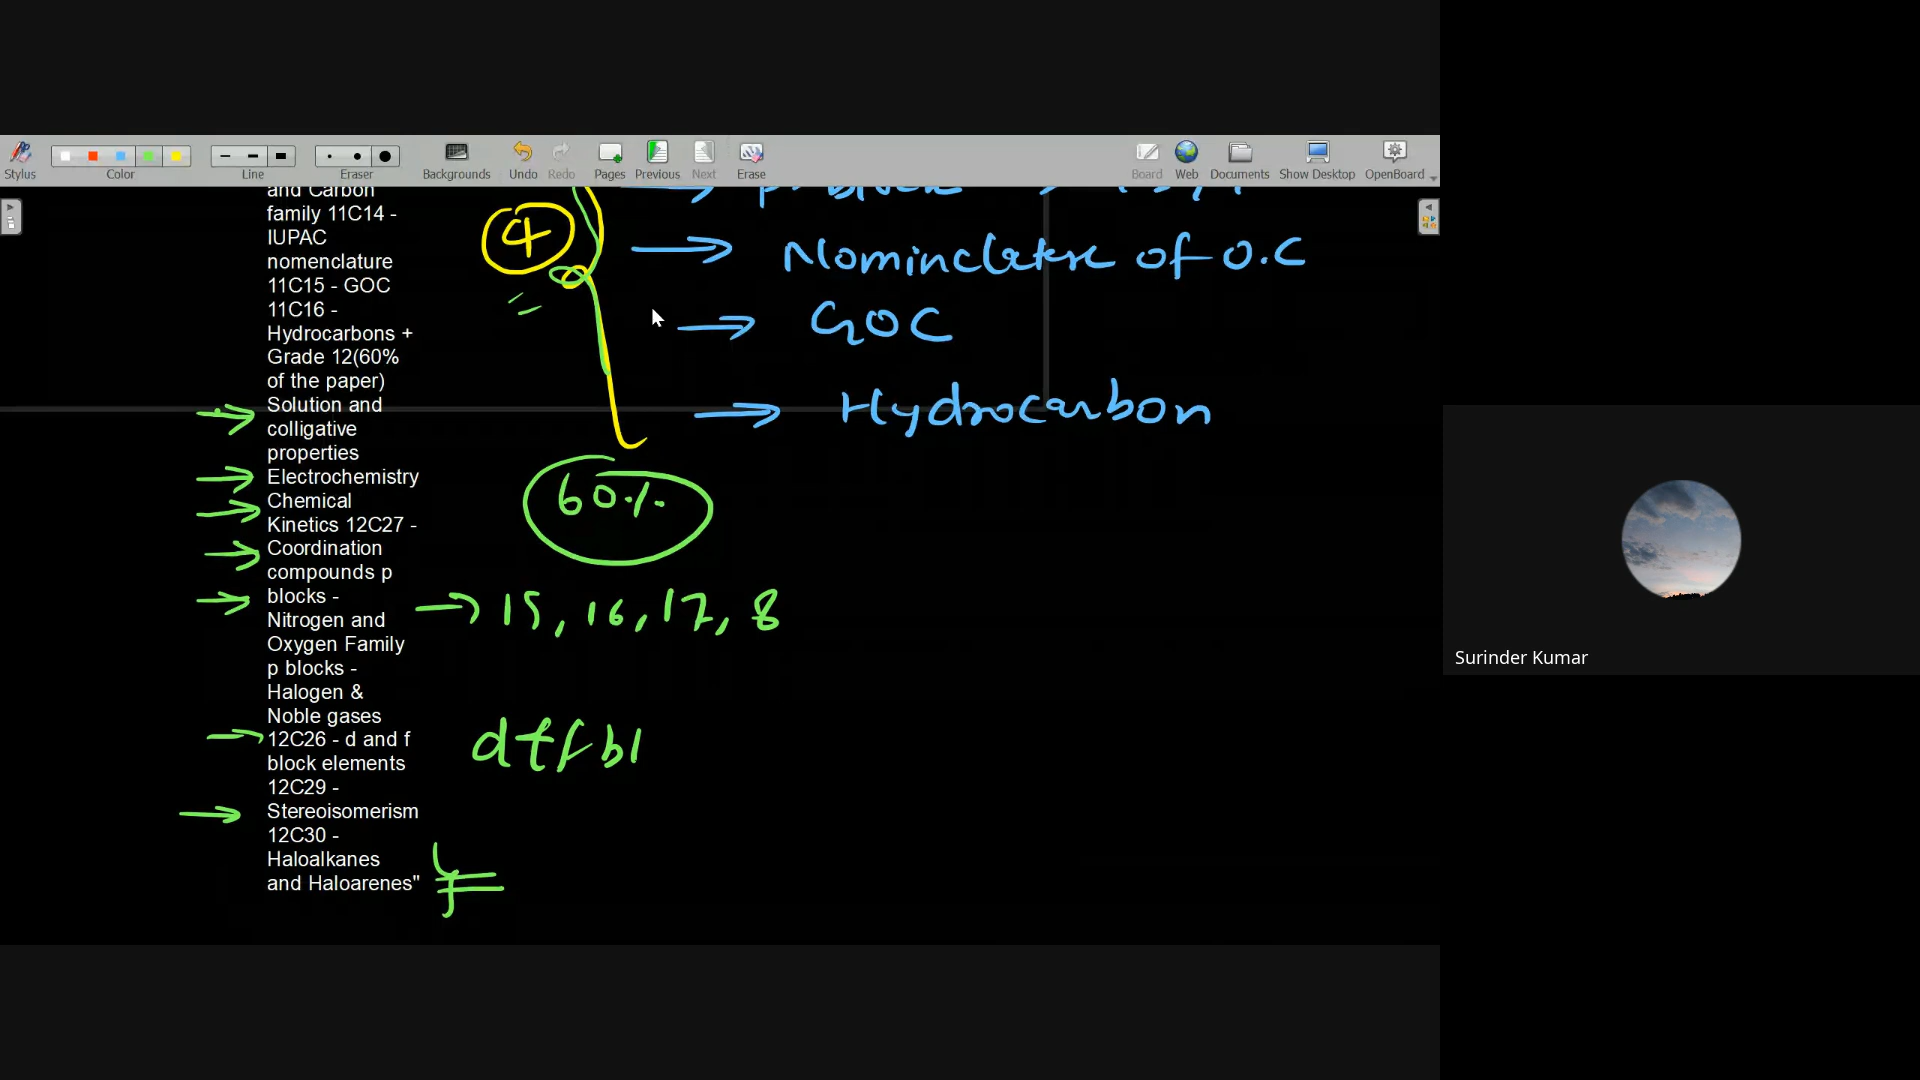 Stylus
Color
Line
Eraser
Backgrounds
Undo
Redo
Pages
Previous
Next
Erase
Board
Web
Documents
Show Desktop
OpenBoard
and Carbon
family 11C14 -
IUPAC
nomenclature
11C15 - GOC
11C16 -
Hydrocarbons +
Grade 12(60%
of the paper)
Solution and
colligative
properties
Electrochemistry
Chemical
Kinetics 12C27 -
Coordination
compounds p
blocks -
Nitrogen and
Oxygen Family
p blocks -
Halogen &
Noble gases
12C26 - d and f
block elements
12C29 -
Stereoisomerism
12C30 -
Haloalkanes
and Haloarenes"
4
→ Nominclature of O.C
→ GOC
→ Hydrocarbon
60%
→ 15, 16, 17, 8
d + f bl
Surinder Kumar